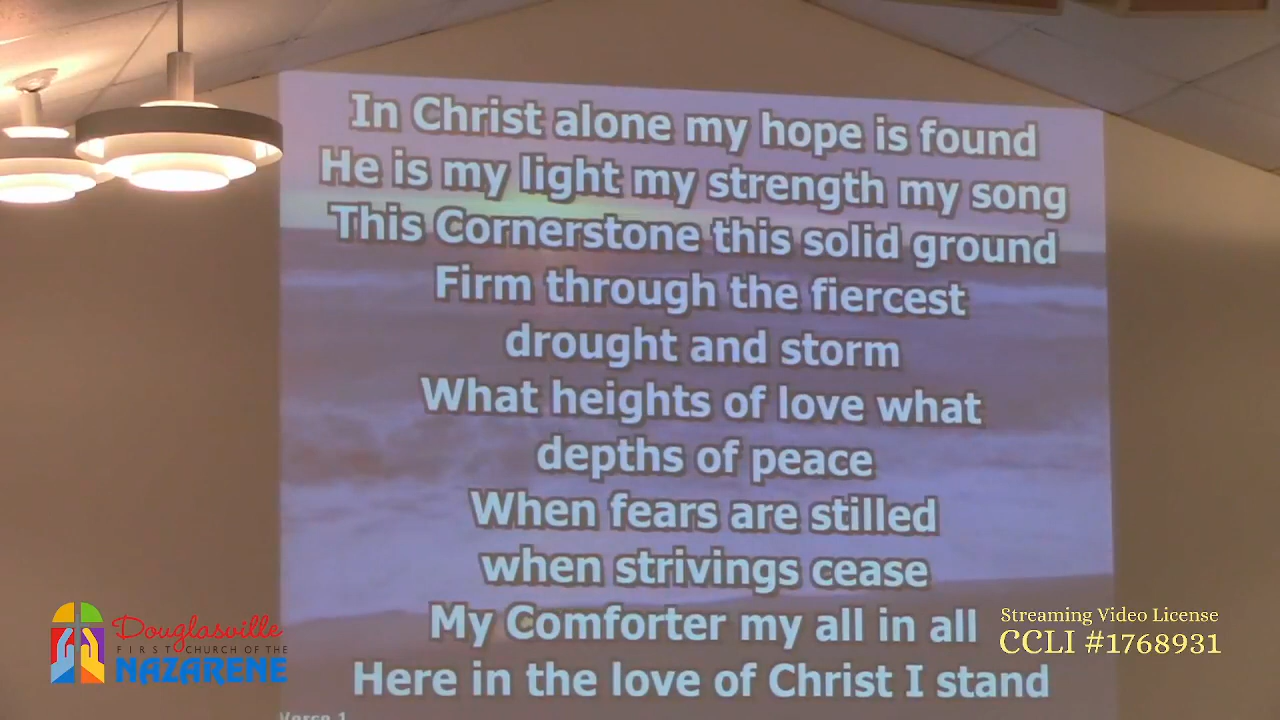 In Christ alone my hope is found
He is my light my strength my song
This Cornerstone this solid ground
Firm through the fiercest
drought and storm
What heights of love what
depths of peace
When fears are stilled
when strivings cease
My Comforter my all in all
Here in the love of Christ I stand
Verse 1
Douglasville
FIRST CHURCH OF THE
NAZARENE
Streaming Video License
CCLI #1768931